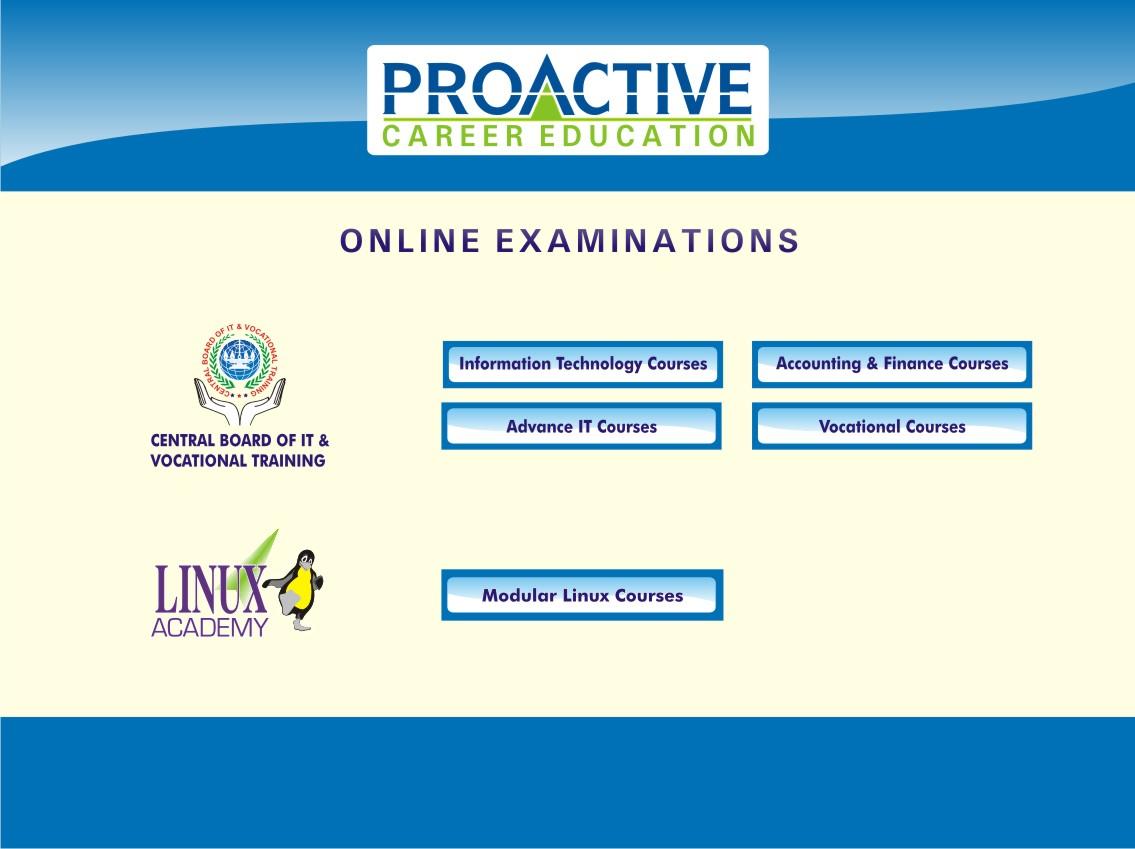 PROACTIVE
CAREER EDUCATION
ONLINE EXAMINATIONS
CENTRAL BOARD OF IT & VOCATIONAL TRAINING
CENTRAL BOARD OF IT &
VOCATIONAL TRAINING
Information Technology Courses
Accounting & Finance Courses
Advance IT Courses
Vocational Courses
LINUX
ACADEMY
Modular Linux Courses